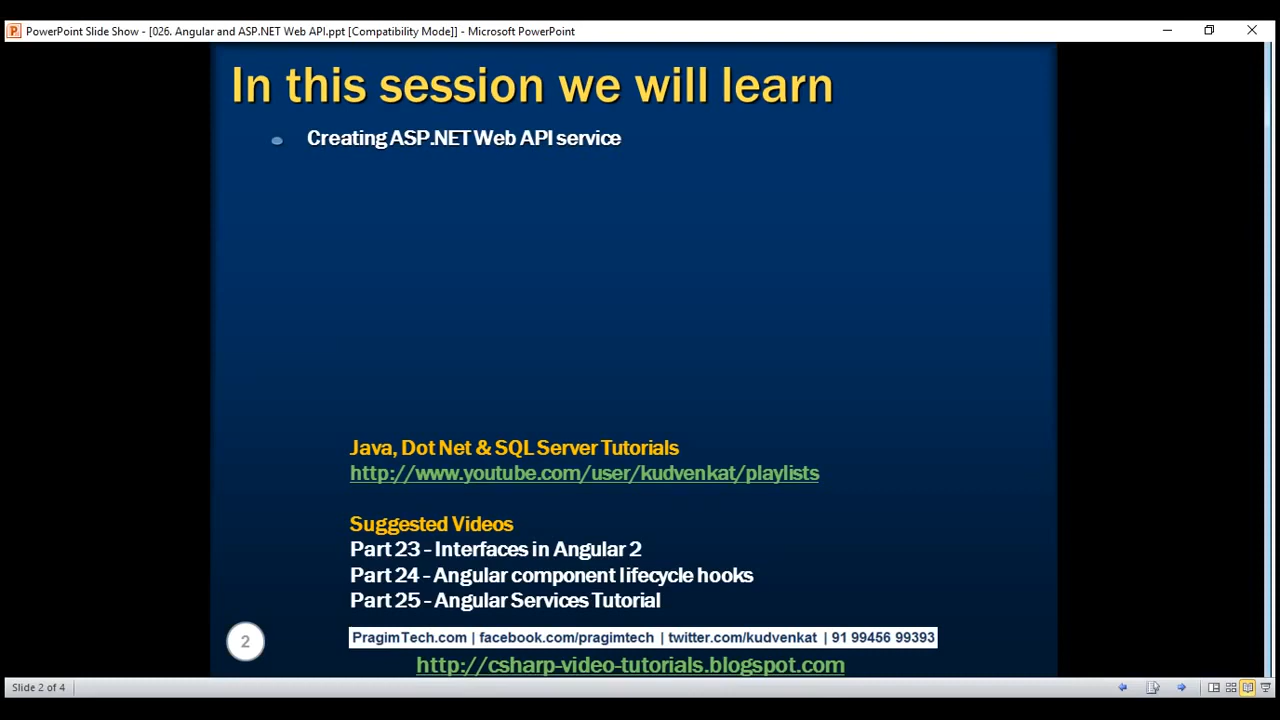 PowerPoint Slide Show - [026. Angular and ASP.NET Web API.ppt [Compatibility Mode]] - Microsoft PowerPoint
In this session we will learn
Creating ASP.NET Web API service
Java, Dot Net & SQL Server Tutorials
http://www.youtube.com/user/kudvenkat/playlists
Suggested Videos
Part 23 - Interfaces in Angular 2
Part 24 - Angular component lifecycle hooks
Part 25 - Angular Services Tutorial
2
PragimTech.com | facebook.com/pragimtech | twitter.com/kudvenkat | 91 99456 99393
http://csharp-video-tutorials.blogspot.com
Slide 2 of 4